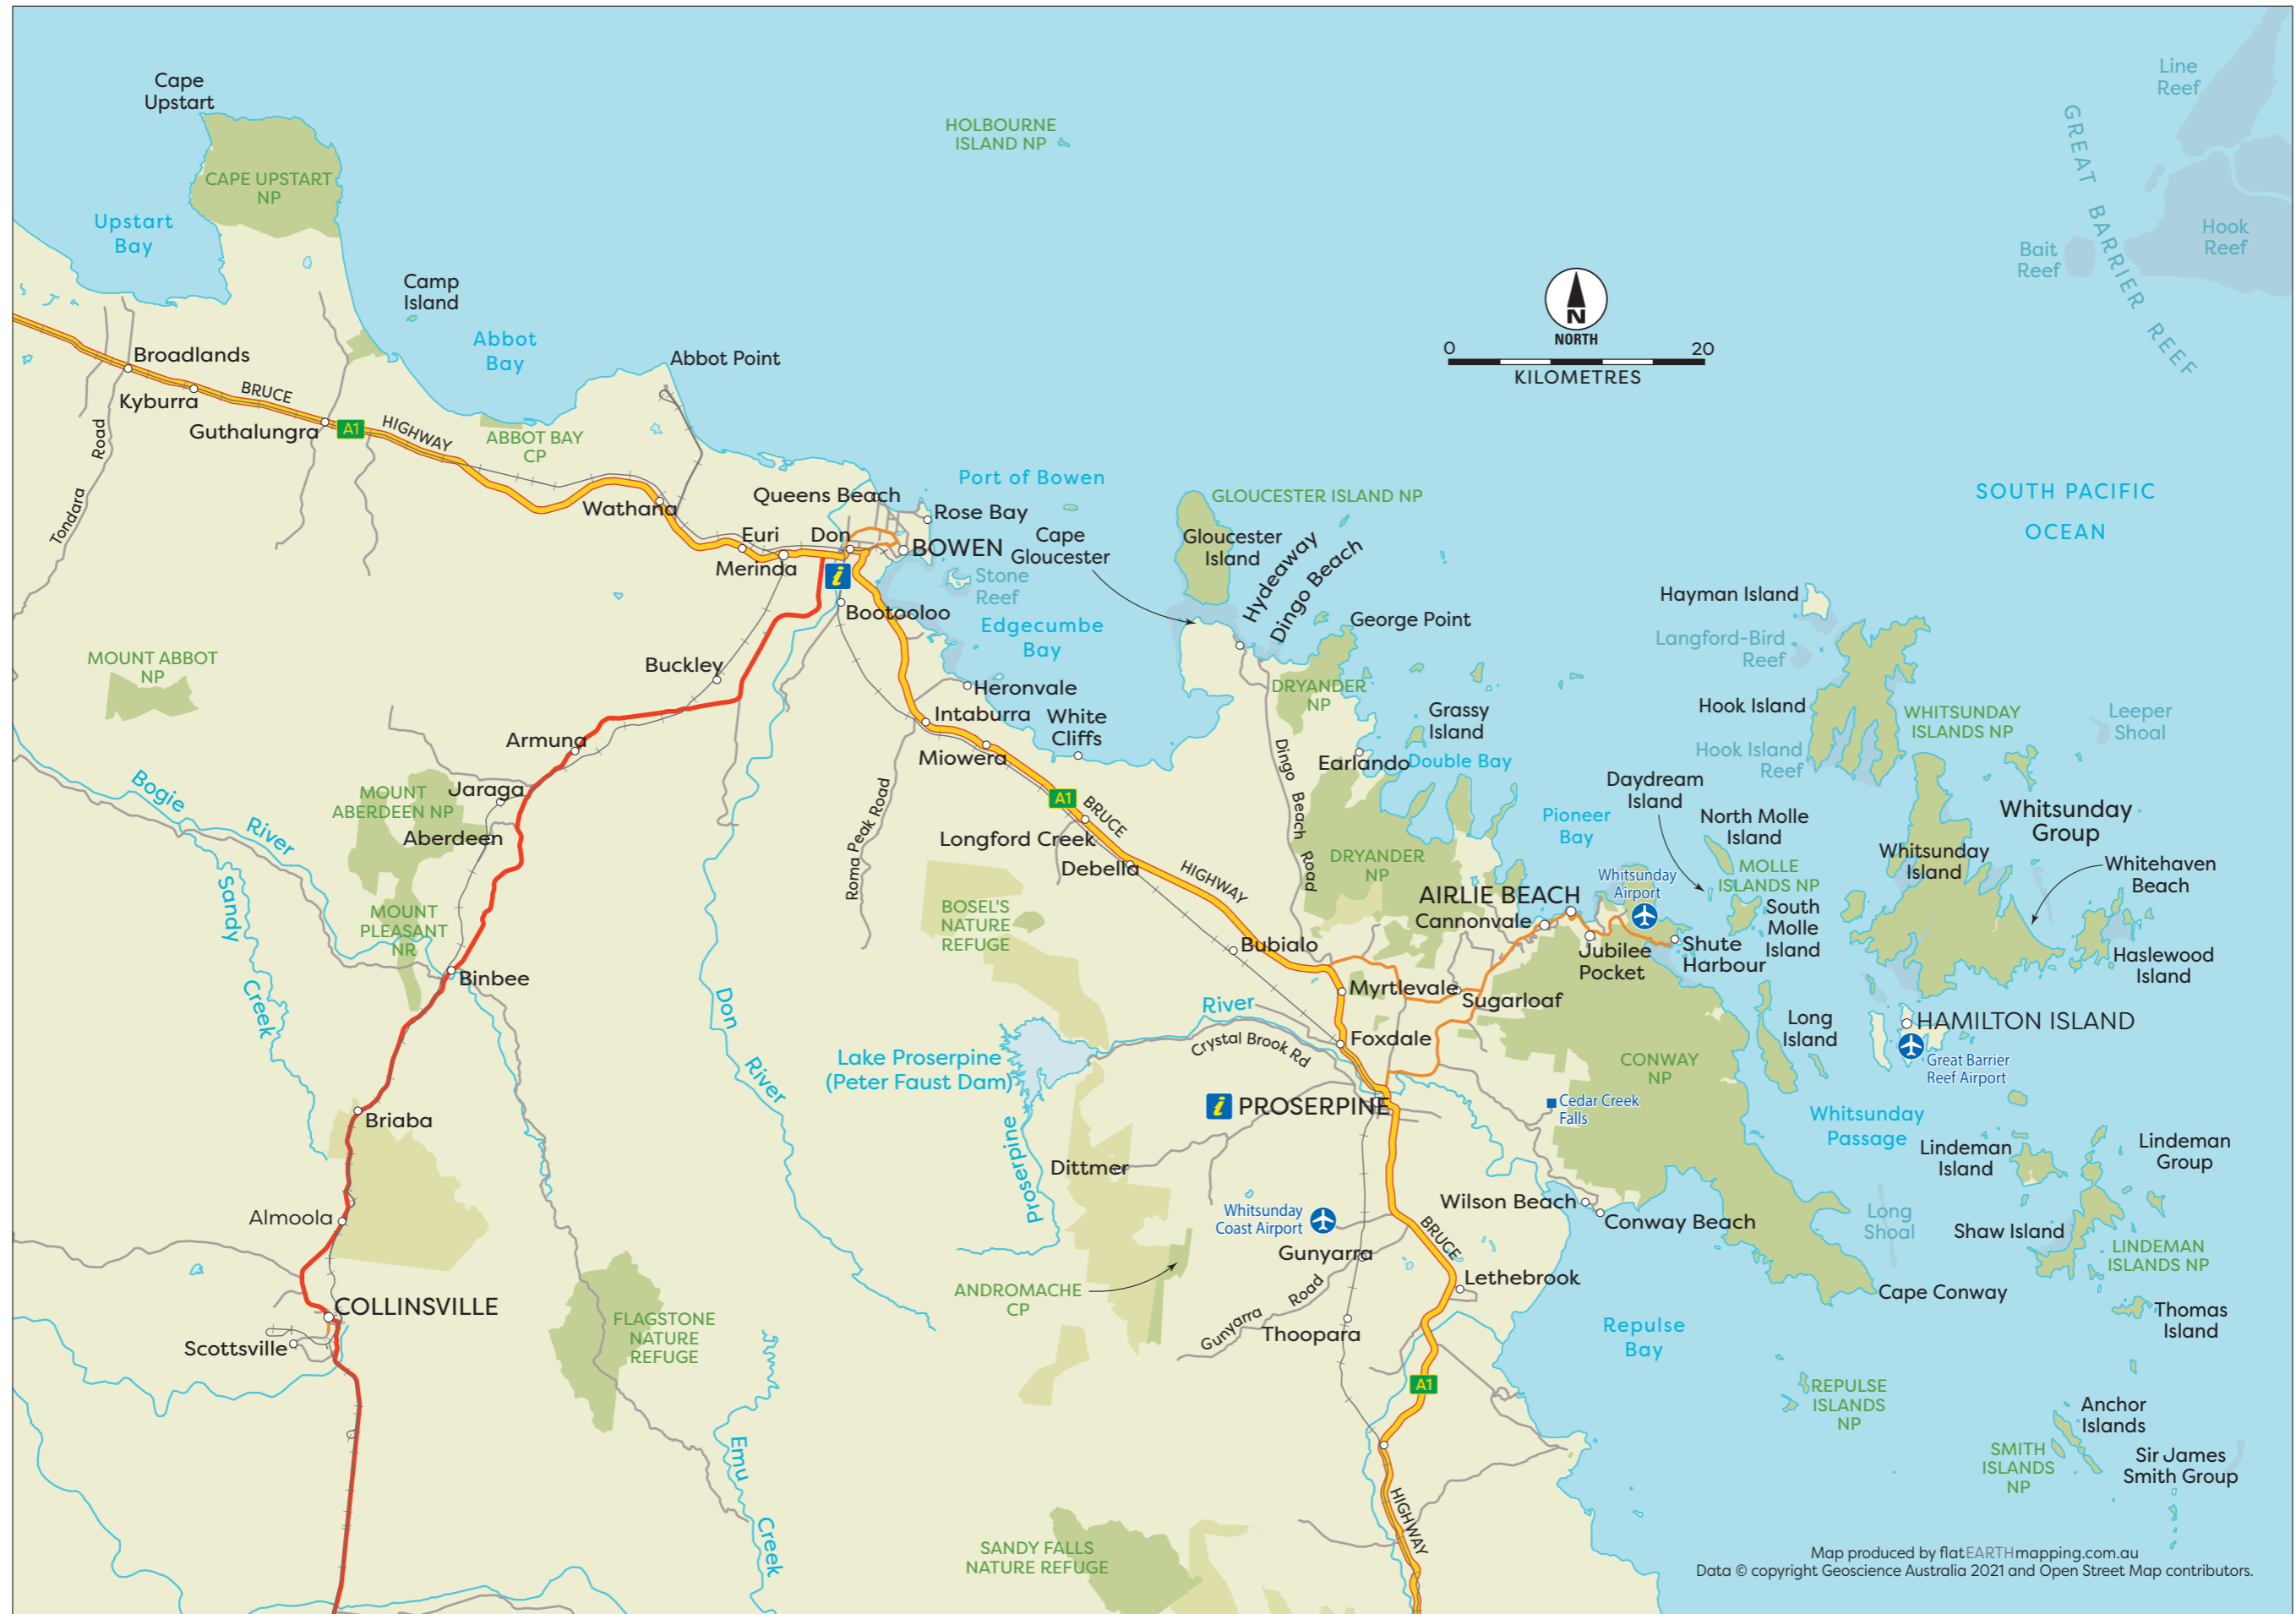 Cape
Upstart
CAPE UPSTART
NP
Upstart
Bay
Camp
Island
Abbot
Bay
Abbot Point
HOLBOURNE
ISLAND NP
Line
Reef
GREAT BARRIER REEF
Hook
Reef
Bait
Reef
N
NORTH
0 20
KILOMETRES
Broadlands
Kyburra
BRUCE
Guthalungra
A1
HIGHWAY
ABBOT BAY
CP
Tondara Road
Wathana
Queens Beach
Port of Bowen
Rose Bay
Euri
Don
BOWEN
Merinda
i
Stone
Reef
Bootooloo
Edgecumbe
Bay
Cape
Gloucester
GLOUCESTER ISLAND NP
Gloucester
Island
Hydeaway
Dingo Beach
George Point
SOUTH PACIFIC
OCEAN
Hayman Island
Langford-Bird
Reef
Hook Island
Hook Island
Reef
WHITSUNDAY
ISLANDS NP
Leeper
Shoal
MOUNT ABBOT
NP
Buckley
Heronvale
Intaburra
White
Cliffs
Miowera
DRYANDER
NP
Grassy
Island
Earlando
Double Bay
Dingo Beach Road
Armuna
Bogie River
MOUNT
ABERDEEN NP
Jaraga
Aberdeen
Roma Peak Road
A1
BRUCE
Longford Creek
Debella
HIGHWAY
DRYANDER
NP
Pioneer
Bay
Daydream
Island
North Molle
Island
MOLLE
ISLANDS NP
South
Molle
Island
Whitsunday
Group
Whitsunday
Island
Whitehaven
Beach
Haslewood
Island
Sandy Creek
MOUNT
PLEASANT
NR
Binbee
BOSEL'S
NATURE
REFUGE
Bubialo
AIRLIE BEACH
Cannonvale
Whitsunday
Airport
Jubilee
Pocket
Shute
Harbour
Myrtlevale
Sugarloaf
Don River
Lake Proserpine
(Peter Faust Dam)
River
Crystal Brook Rd
Foxdale
Long
Island
HAMILTON ISLAND
Great Barrier
Reef Airport
CONWAY
NP
i
PROSERPINE
Cedar Creek
Falls
Whitsunday
Passage
Briaba
Proserpine
Dittmer
Lindeman
Island
Lindeman
Group
Almoola
Whitsunday
Coast Airport
Wilson Beach
Conway Beach
Long
Shoal
Shaw Island
LINDEMAN
ISLANDS NP
BRUCE
Gunyarra
Gunyarra Road
Lethebrook
Cape Conway
ANDROMACHE
CP
COLLINSVILLE
Scottsville
FLAGSTONE
NATURE
REFUGE
Thoopara
Thomas
Island
Repulse
Bay
A1
REPULSE
ISLANDS
NP
Anchor
Islands
SMITH
ISLANDS
NP
Sir James
Smith Group
Emu Creek
HIGHWAY
SANDY FALLS
NATURE REFUGE
Map produced by flatEARTHmapping.com.au
Data © copyright Geoscience Australia 2021 and Open Street Map contributors.